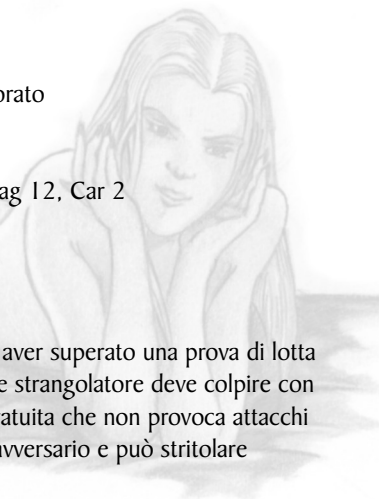 orato
ag 12, Car 2
aver superato una prova di lotta
e strangolatore deve colpire con
atuita che non provoca attacchi
vversario e può stritolare